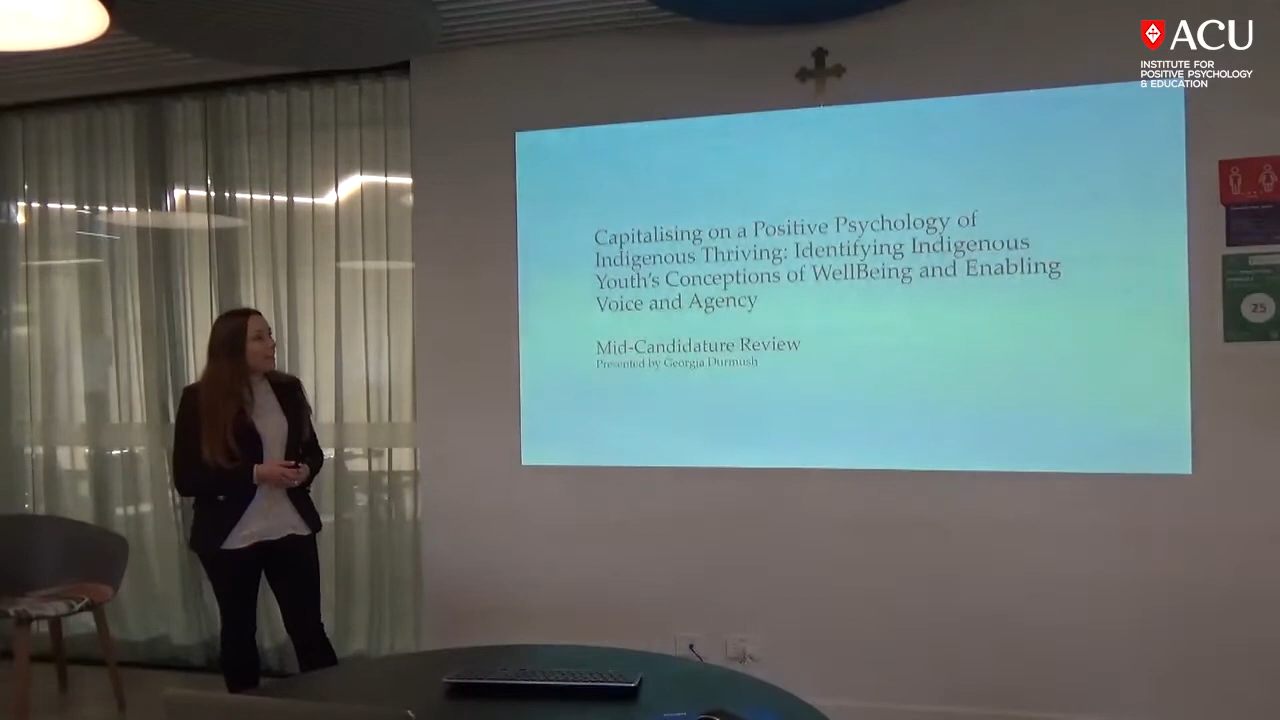 ACU
INSTITUTE FOR
POSITIVE PSYCHOLOGY
& EDUCATION
Capitalising on a Positive Psychology of
Indigenous Thriving: Identifying Indigenous
Youth's Conceptions of WellBeing and Enabling
Voice and Agency
Mid-Candidature Review
Presented by Georgia Durmush
25